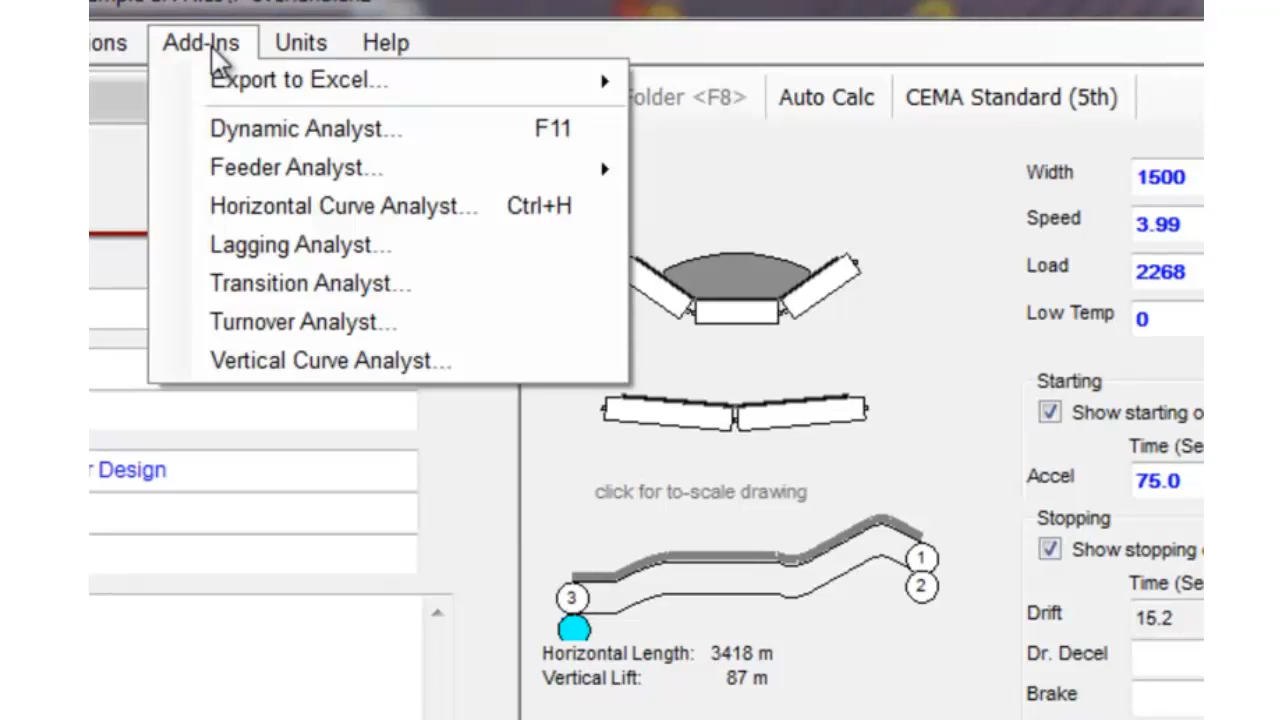 ions Add-Ins Units Help
Export to Excel...
Folder <F8> Auto Calc CEMA Standard (5th)
Dynamic Analyst... F11
Feeder Analyst...
Horizontal Curve Analyst... Ctrl+H
Lagging Analyst...
Transition Analyst...
Turnover Analyst...
Vertical Curve Analyst...
Width 1500
Speed 3.99
Load 2268
Low Temp 0
Starting
Show starting o
Time (Se
Accel 75.0
r Design
click for to-scale drawing
Stopping
Show stopping
Time (Se
1
2
3
Drift 15.2
Horizontal Length: 3418 m
Vertical Lift: 87 m
Dr. Decel
Brake